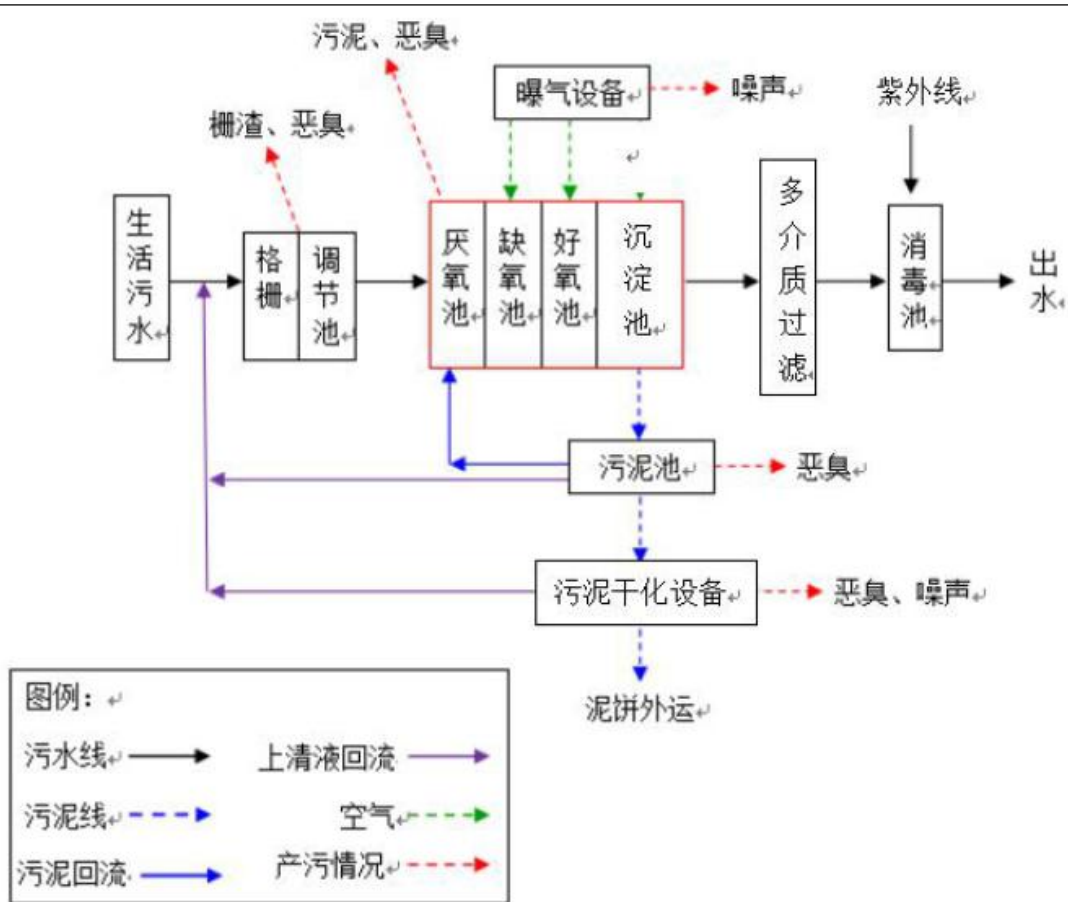 污泥、恶臭
曝气设备
噪声
紫外线
栅渣、恶臭
生活污水
格栅
调节池
厌氧池
缺氧池
好氧池
沉淀池
多介质过滤
消毒池
出水
污泥池
恶臭
污泥干化设备
恶臭、噪声
泥饼外运
图例：
污水线
上清液回流
污泥线
空气
污泥回流
产污情况